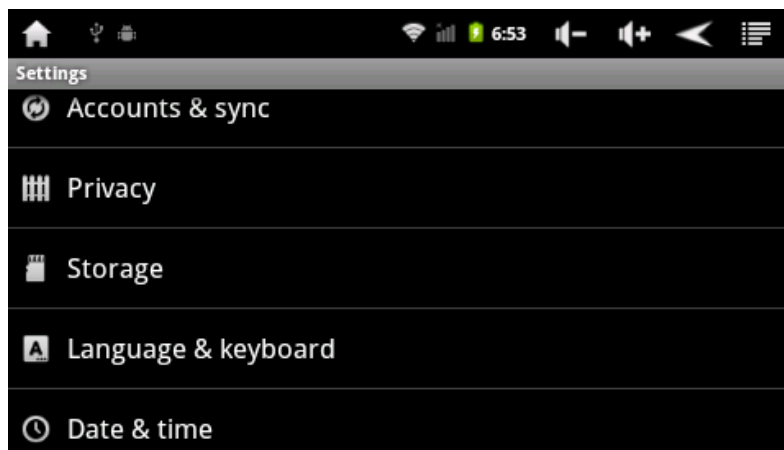 6:53
Settings
Accounts & sync
Privacy
Storage
Language & keyboard
Date & time